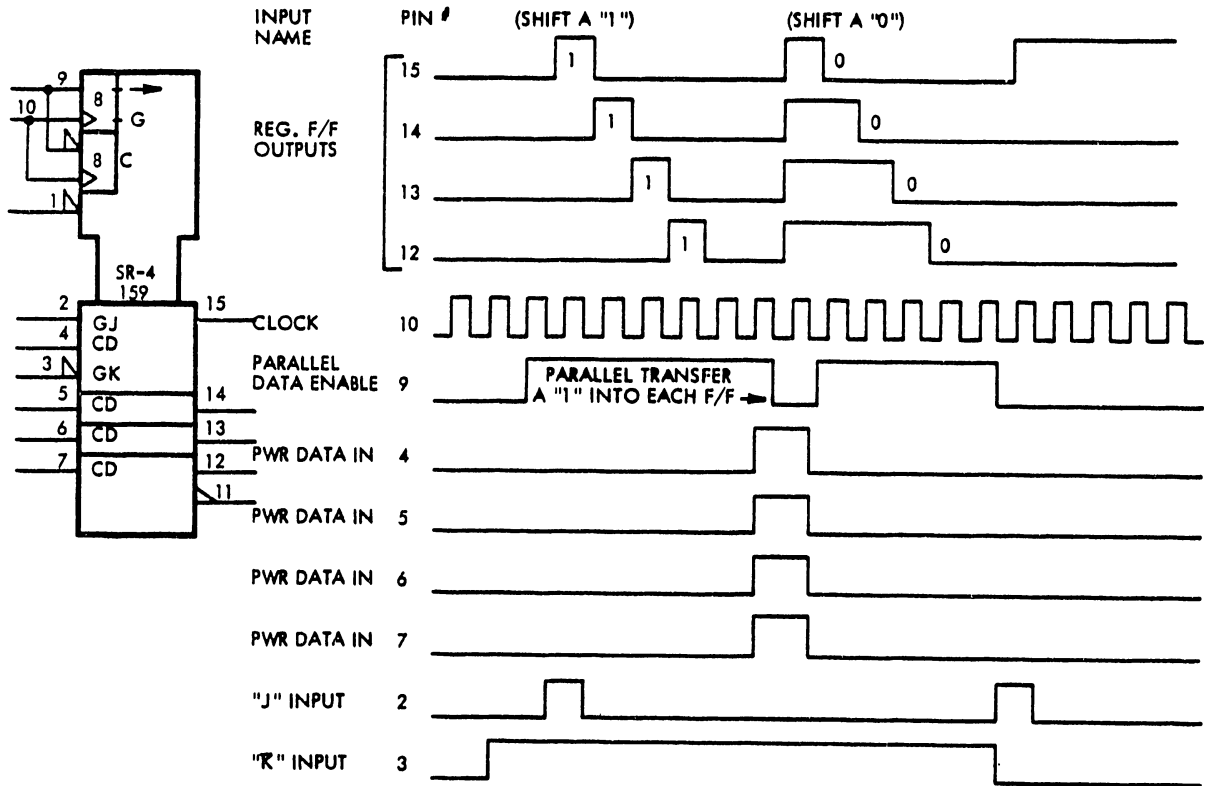 INPUT NAME
PIN #
(SHIFT A "1")
(SHIFT A "0")
REG. F/F OUTPUTS
15
1
0
14
1
0
13
1
0
12
1
0
CLOCK
10
PARALLEL DATA ENABLE
9
PARALLEL TRANSFER
A "1" INTO EACH F/F
PWR DATA IN
4
PWR DATA IN
5
PWR DATA IN
6
PWR DATA IN
7
"J" INPUT
2
"K̅" INPUT
3
9
8
10
G
8
C
1
SR-4
159
2
GJ
15
4
CD
3
GK
5
CD
14
6
CD
13
7
CD
12
11